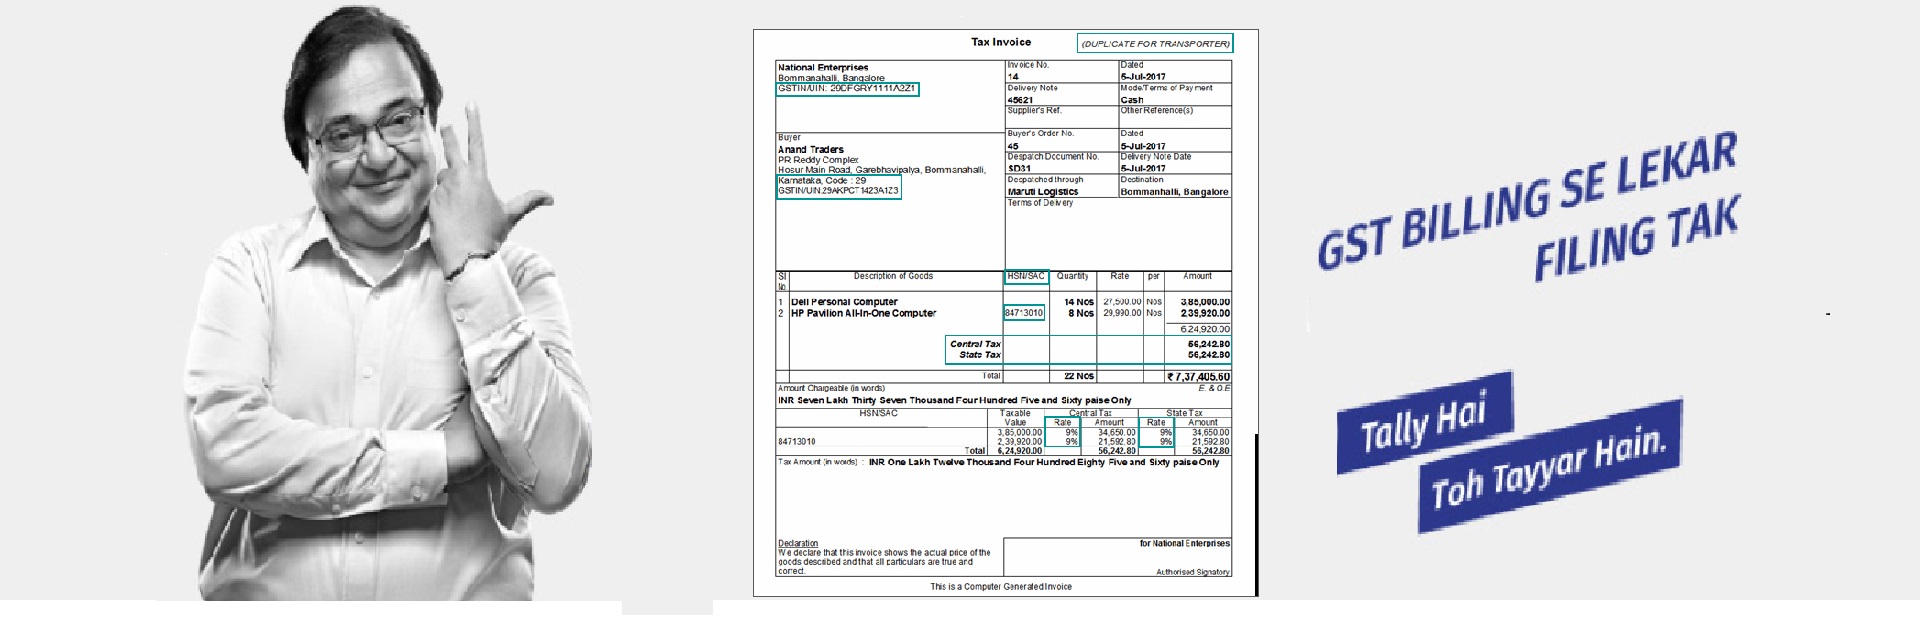 Tax Invoice
(DUPLICATE FOR TRANSPORTER)
National Enterprises
Bommanahalli, Bangalore
GSTIN/UIN: 29DFGRY1111A2Z1
Invoice No.
14
Dated
5-Jul-2017
Delivery Note
45621
Mode/Terms of Payment
Cash
Supplier's Ref.
Other Reference(s)
Buyer
Anand Traders
PR Reddy Complex
Hosur Main Road, Garebhavipalya, Bommanahalli,
Karnataka, Code : 29
GSTIN/UIN:29AKPCT1423A1Z3
Buyer's Order No.
45
Dated
5-Jul-2017
Despatch Document No.
SD31
Delivery Note Date
5-Jul-2017
Despatched through
Maruti Logistics
Destination
Bommanhalli, Bangalore
Terms of Delivery
Sl No. Description of Goods HSN/SAC Quantity Rate per Amount
1 Dell Personal Computer 14 Nos 27,500.00 Nos 3,85,000.00
2 HP Pavilion All-In-One Computer 84713010 8 Nos 29,990.00 Nos 2,39,920.00
6,24,920.00
Central Tax 56,242.80
State Tax 56,242.80
Total 22 Nos ₹ 7,37,405.60
Amount Chargeable (in words) E. & O.E
INR Seven Lakh Thirty Seven Thousand Four Hundred Five and Sixty paise Only
HSN/SAC Taxable Central Tax State Tax
Value Rate Amount Rate Amount
3,85,000.00 9% 34,650.00 9% 34,650.00
84713010 2,39,920.00 9% 21,592.80 9% 21,592.80
Total 6,24,920.00 56,242.80 56,242.80
Tax Amount (in words) : INR One Lakh Twelve Thousand Four Hundred Eighty Five and Sixty paise Only
Declaration
We declare that this invoice shows the actual price of the
goods described and that all particulars are true and
correct.
for National Enterprises
Authorised Signatory
This is a Computer Generated Invoice
GST BILLING SE LEKAR
FILING TAK
Tally Hai
Toh Tayyar Hain.